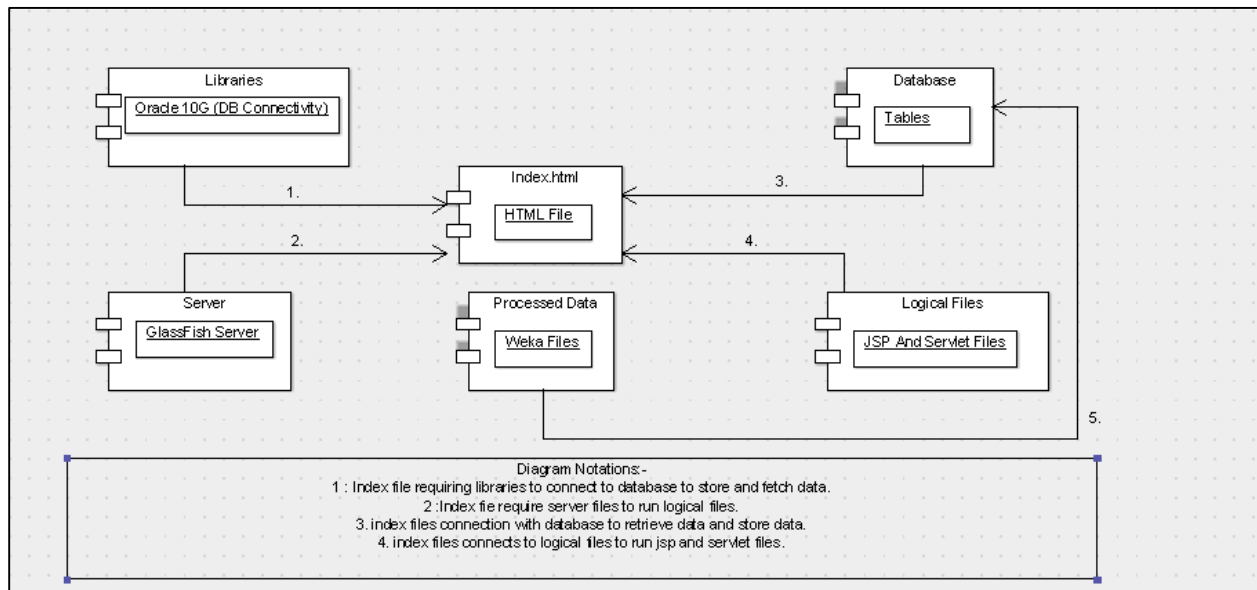 Libraries
Oracle 10G (DB Connectivity)
Database
Tables
1.
Index.html
HTML File
3.
2.
4.
Server
GlassFish Server
Processed Data
Weka Files
Logical Files
JSP And Servlet Files
5.
Diagram Notations:-
1 : Index file requiring libraries to connect to database to store and fetch data.
2 :Index fie require server files to run logical files.
3. index files connection with database to retrieve data and store data.
4. index files connects to logical files to run jsp and servlet files.